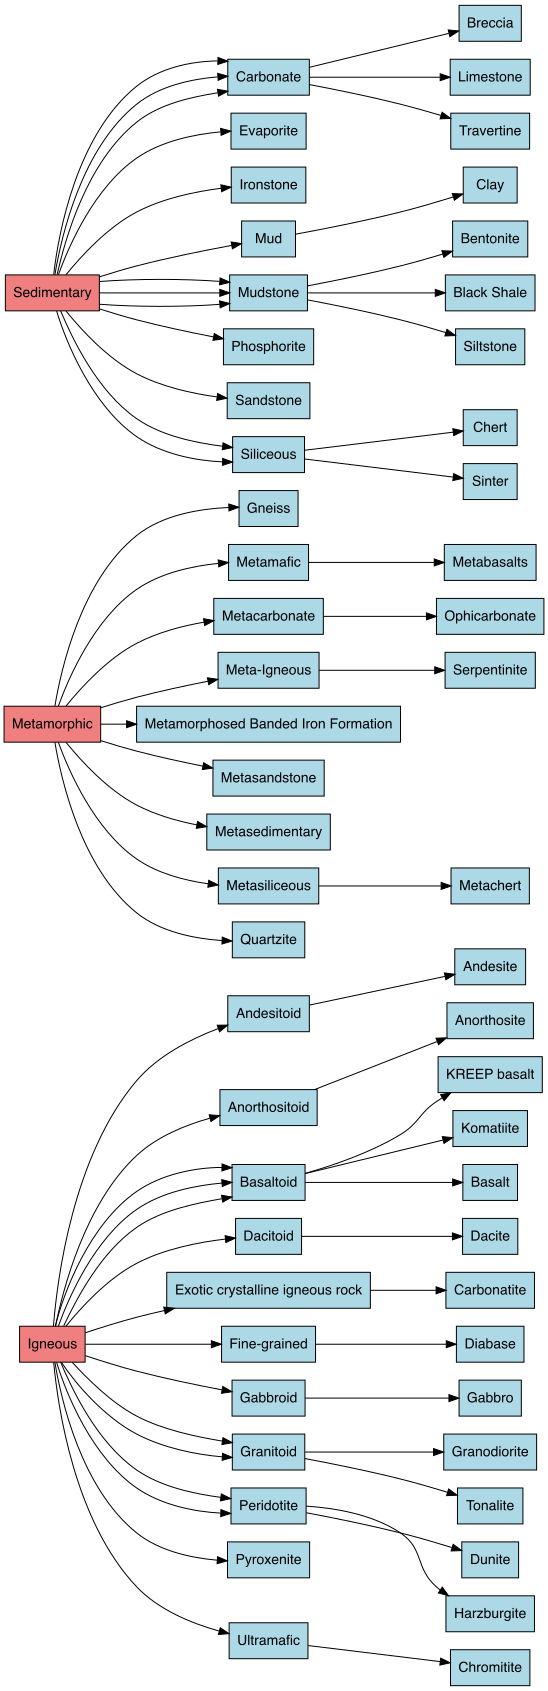 Breccia
Carbonate
Limestone
Evaporite
Travertine
Ironstone
Clay
Mud
Bentonite
Sedimentary
Mudstone
Black Shale
Phosphorite
Siltstone
Sandstone
Chert
Siliceous
Sinter
Gneiss
Metamafic
Metabasalts
Metacarbonate
Ophicarbonate
Meta-Igneous
Serpentinite
Metamorphic
Metamorphosed Banded Iron Formation
Metasandstone
Metasedimentary
Metasiliceous
Metachert
Quartzite
Andesite
Andesitoid
Anorthosite
KREEP basalt
Anorthositoid
Komatiite
Basaltoid
Basalt
Dacitoid
Dacite
Exotic crystalline igneous rock
Carbonatite
Igneous
Fine-grained
Diabase
Gabbroid
Gabbro
Granitoid
Granodiorite
Peridotite
Tonalite
Pyroxenite
Dunite
Harzburgite
Ultramafic
Chromitite